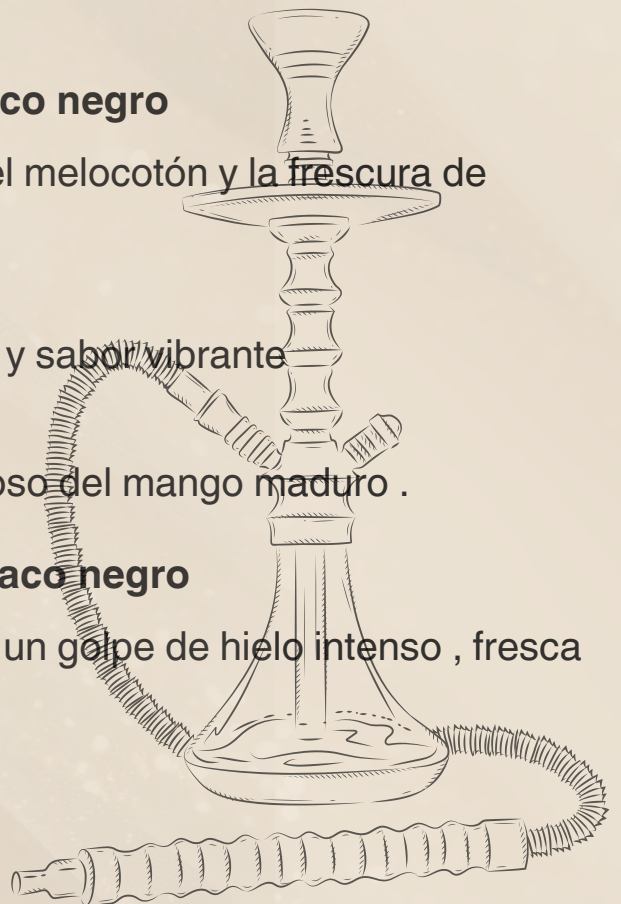 co negro
el melocotón y la frescura de
y sabor vibrante
oso del mango maduro .
aco negro
un golpe de hielo intenso , fresca